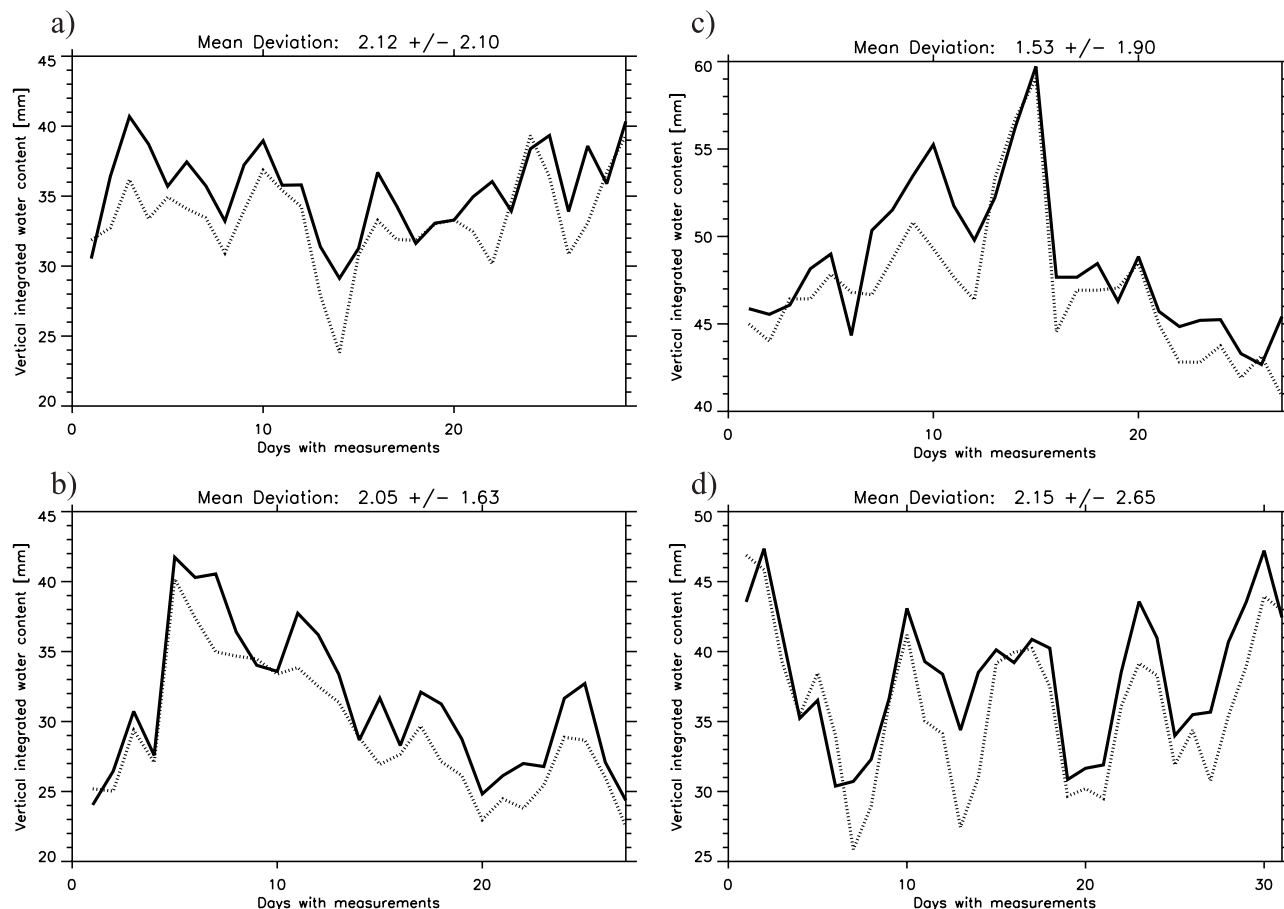 a)
Mean Deviation: 2.12 +/- 2.10
Vertical integrated water content [mm]
45
40
35
30
25
20
0 10 20
Days with measurements
c)
Mean Deviation: 1.53 +/- 1.90
Vertical integrated water content [mm]
60
55
50
45
40
0 10 20
Days with measurements
b)
Mean Deviation: 2.05 +/- 1.63
Vertical integrated water content [mm]
45
40
35
30
25
20
0 20
Days with measurements
d)
Mean Deviation: 2.15 +/- 2.65
Vertical integrated water content [mm]
50
45
40
35
30
25
0 10 20 30
Days with measurements